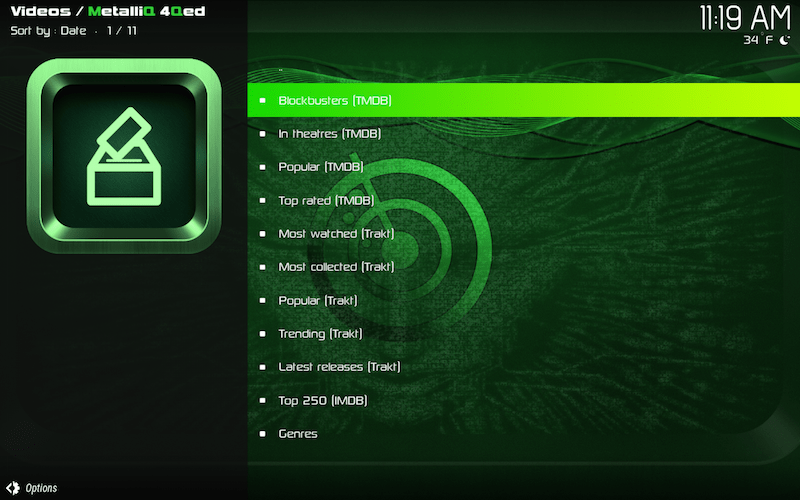 Videos / MetalliQ 4Qed
Sort by : Date · 1 / 11
11:19 AM
34°F
..
Blockbusters (TMDB)
In theatres (TMDB)
Popular (TMDB)
Top rated (TMDB)
Most watched (Trakt)
Most collected (Trakt)
Popular (Trakt)
Trending (Trakt)
Latest releases (Trakt)
Top 250 (IMDB)
Genres
Options